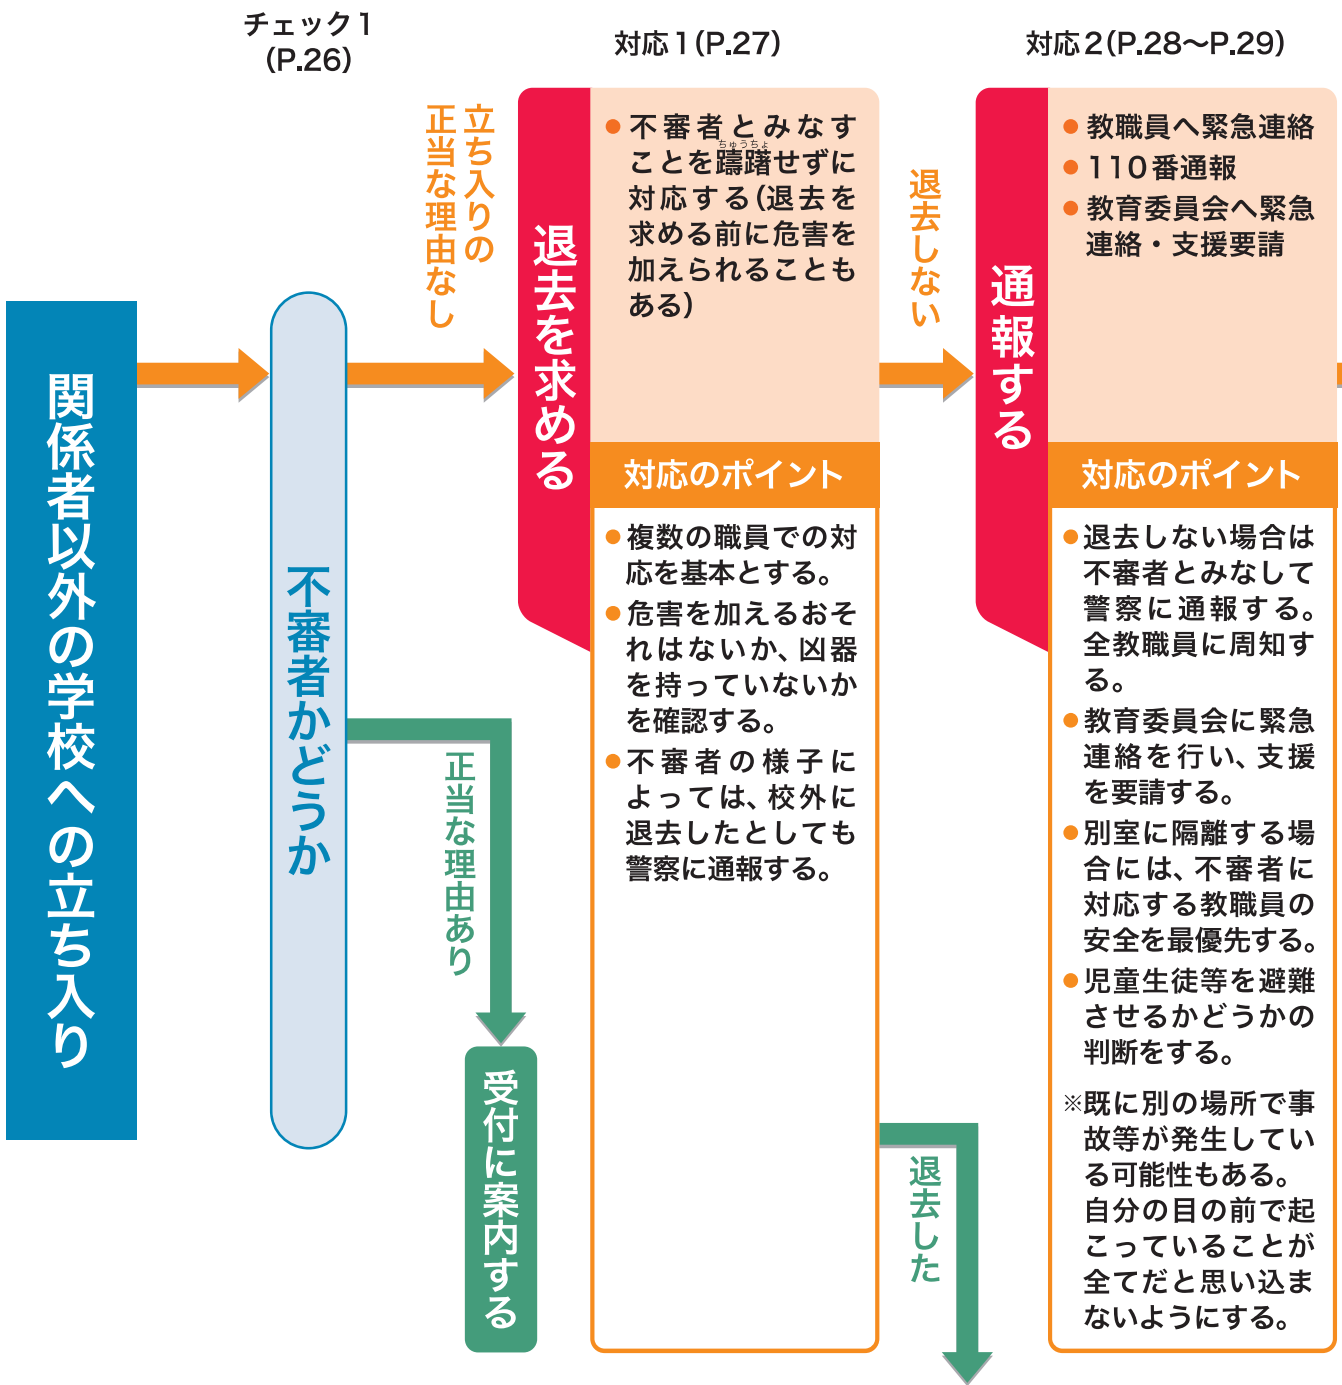 チェック1
(P.26)
対応1(P.27)
対応2(P.28〜P.29)
関係者以外の学校への立ち入り
不審者かどうか
立ち入りの
正当な理由なし
正当な理由あり
受付に案内する
退去を求める
●不審者とみなす
ちゅうちょ
ことを躊躇せずに
対応する(退去を
求める前に危害を
加えられることも
ある)
対応のポイント
●複数の職員での対
応を基本とする。
●危害を加えるおそ
れはないか、凶器
を持っていないか
を確認する。
●不審者の様子に
よっては、校外に
退去したとしても
警察に通報する。
退去しない
退去した
通報する
●教職員へ緊急連絡
●110番通報
●教育委員会へ緊急
連絡・支援要請
対応のポイント
●退去しない場合は
不審者とみなして
警察に通報する。
全教職員に周知す
る。
●教育委員会に緊急
連絡を行い、支援
を要請する。
●別室に隔離する場
合には、不審者に
対応する教職員の
安全を最優先する。
●児童生徒等を避難
させるかどうかの
判断をする。
※既に別の場所で事
故等が発生してい
る可能性もある。
自分の目の前で起
こっていることが
全てだと思い込ま
ないようにする。